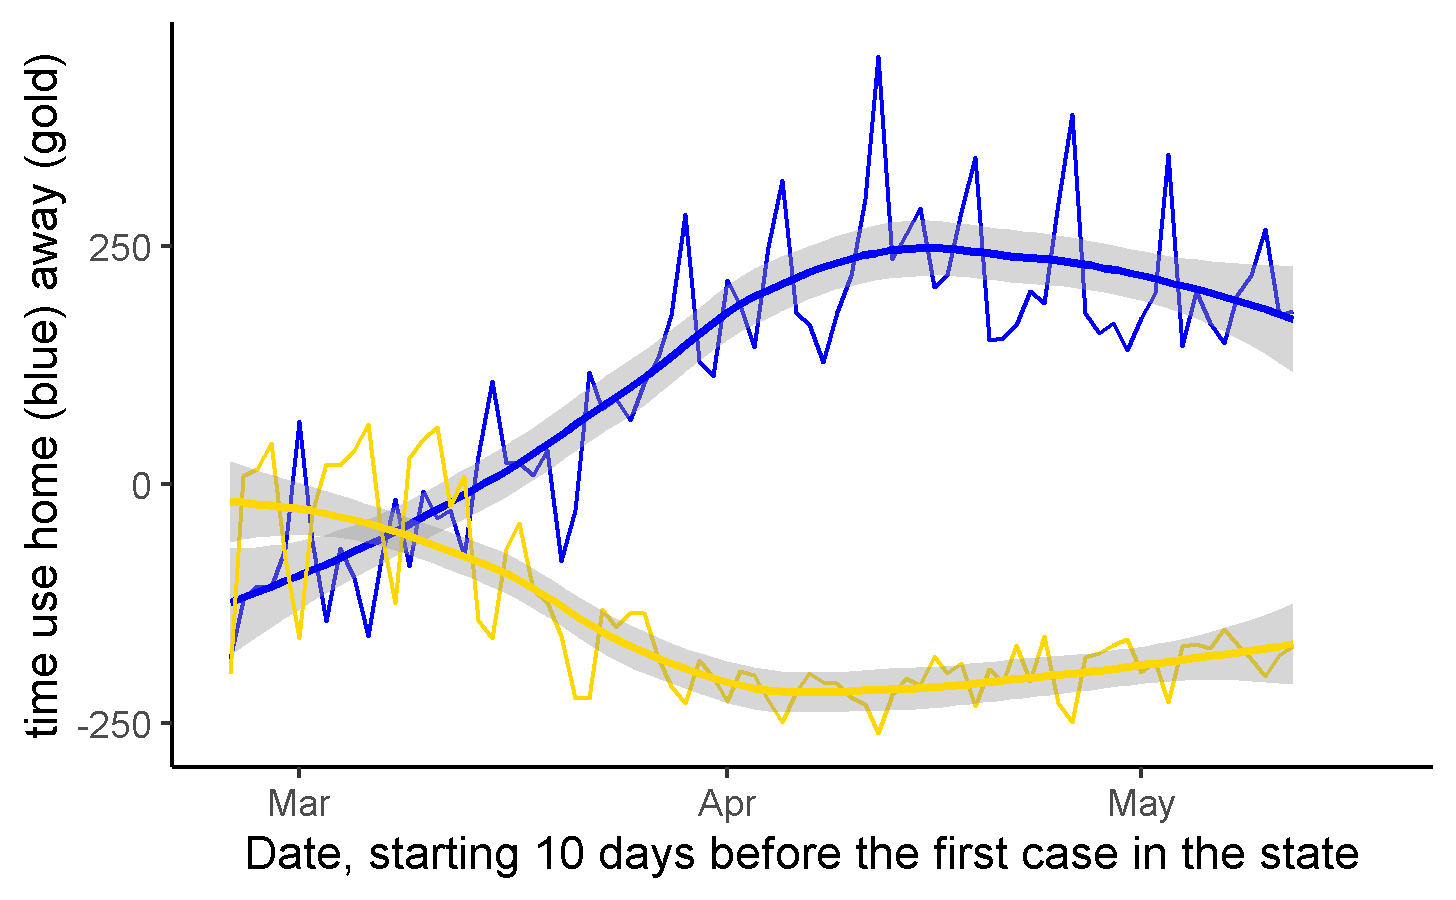 time use home (blue) away (gold)
250
0
-250
Mar
Apr
May
Date, starting 10 days before the first case in the state